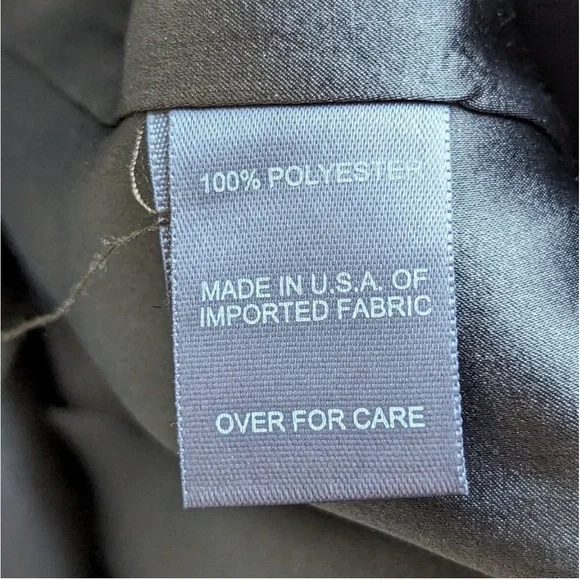 100% POLYESTER
MADE IN U.S.A. OF
IMPORTED FABRIC
OVER FOR CARE